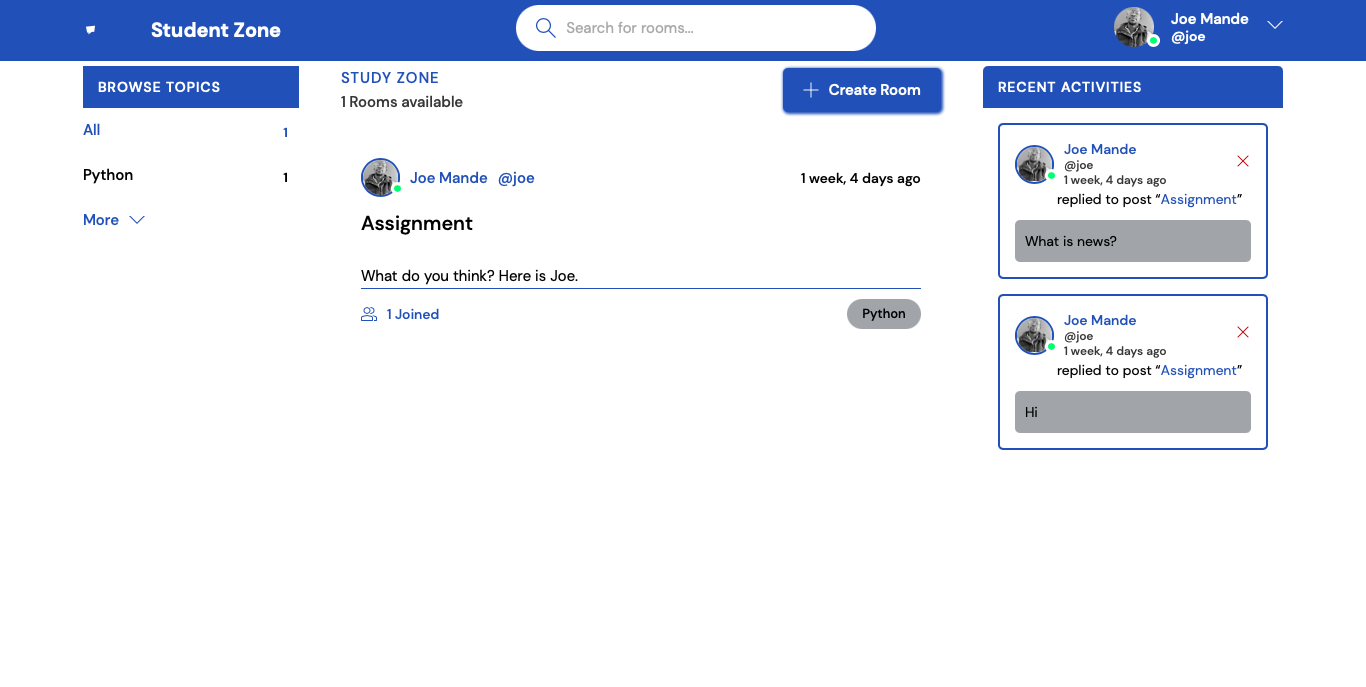 Student Zone
Search for rooms...
Joe Mande
@joe
BROWSE TOPICS
All 1
Python 1
More
STUDY ZONE
1 Rooms available
Create Room
Joe Mande @joe 1 week, 4 days ago
Assignment
What do you think? Here is Joe.
1 Joined Python
RECENT ACTIVITIES
Joe Mande
@joe
1 week, 4 days ago
replied to post “Assignment”
What is news?
Joe Mande
@joe
1 week, 4 days ago
replied to post “Assignment”
Hi